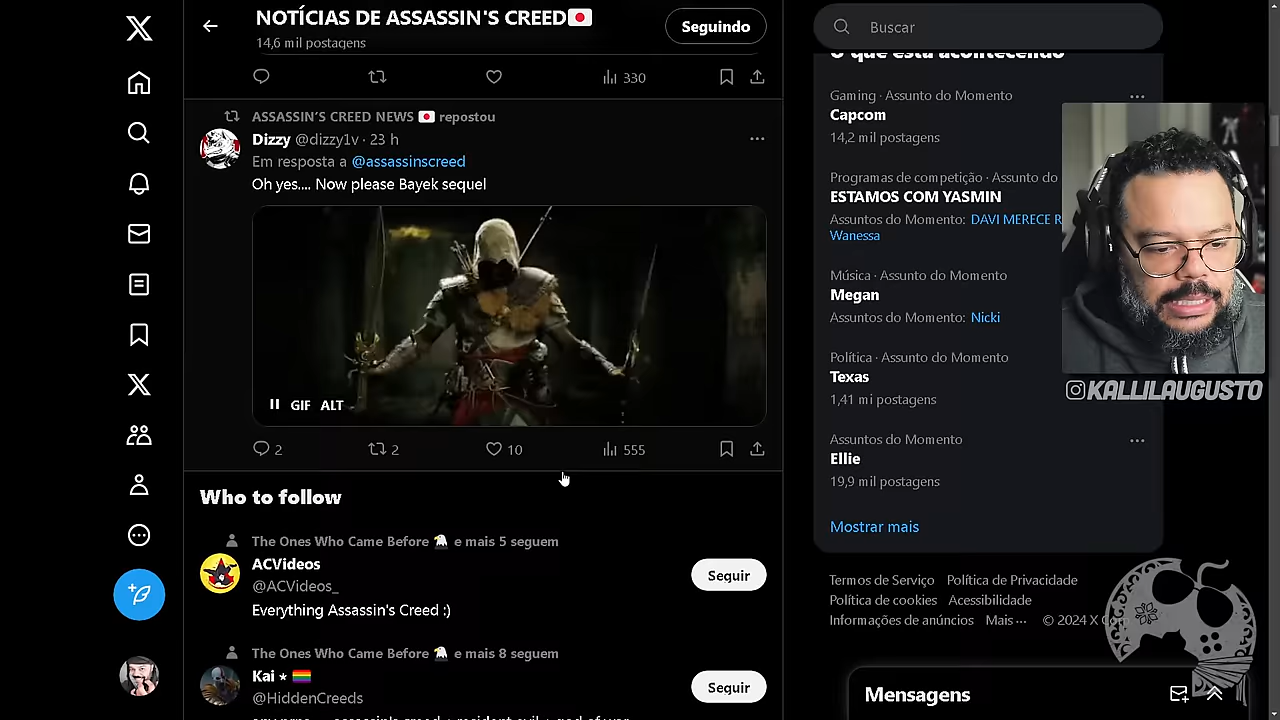 NOTÍCIAS DE ASSASSIN'S CREED🇯🇵
14,6 mil postagens
Seguindo
330
ASSASSIN'S CREED NEWS 🇯🇵 repostou
Dizzy @dizzy1v · 23 h
Em resposta a @assassinscreed
Oh yes.... Now please Bayek sequel
GIF ALT
2
2
10
555
Who to follow
The Ones Who Came Before 🦅 e mais 5 seguem
ACVideos
@ACVideos_
Everything Assassin's Creed :)
Seguir
The Ones Who Came Before 🦅 e mais 8 seguem
Kai ⋆ 🏳️‍🌈
@HiddenCreeds
Seguir
Buscar
O que está acontecendo
Gaming · Assunto do Momento
Capcom
14,2 mil postagens
Programas de competição · Assunto do
ESTAMOS COM YASMIN
Assuntos do Momento: DAVI MERECE R
Wanessa
Música · Assunto do Momento
Megan
Assuntos do Momento: Nicki
Política · Assunto do Momento
Texas
1,41 mi postagens
Assuntos do Momento
Ellie
19,9 mil postagens
Mostrar mais
Termos de Serviço Política de Privacidade
Política de cookies Acessibilidade
Informações de anúncios Mais ··· © 2024 X Corp
Mensagens
KALLILAUGUSTO